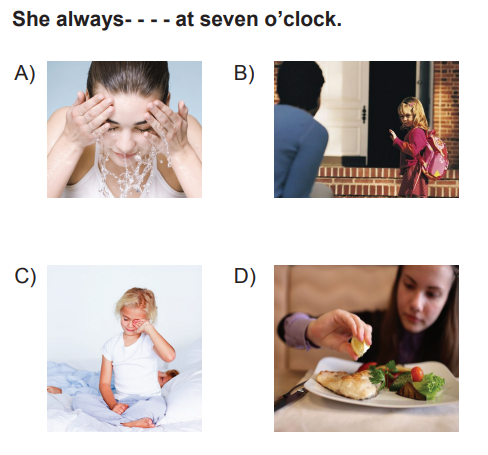 She always- - - - at seven o’clock.
A)
B)
C)
D)